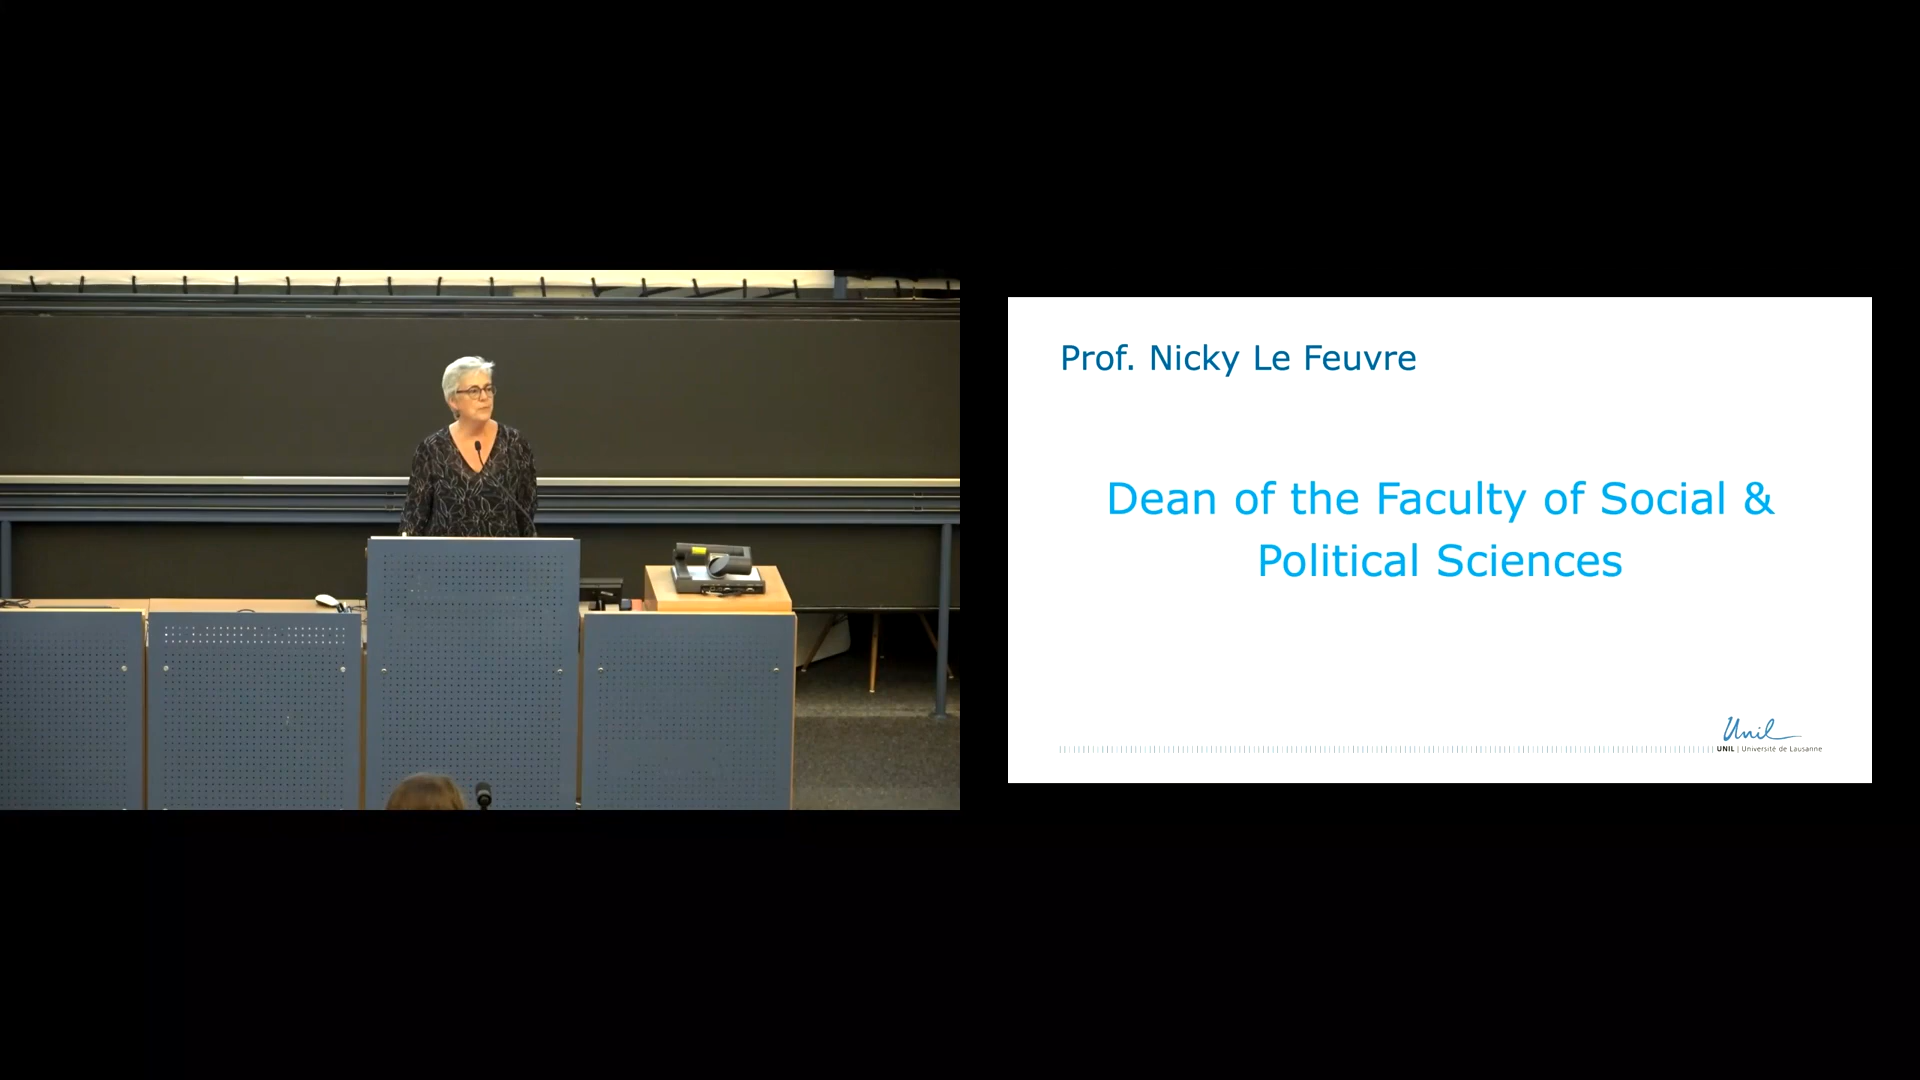 Prof. Nicky Le Feuvre
Dean of the Faculty of Social &
Political Sciences
Unil
UNIL | Université de Lausanne